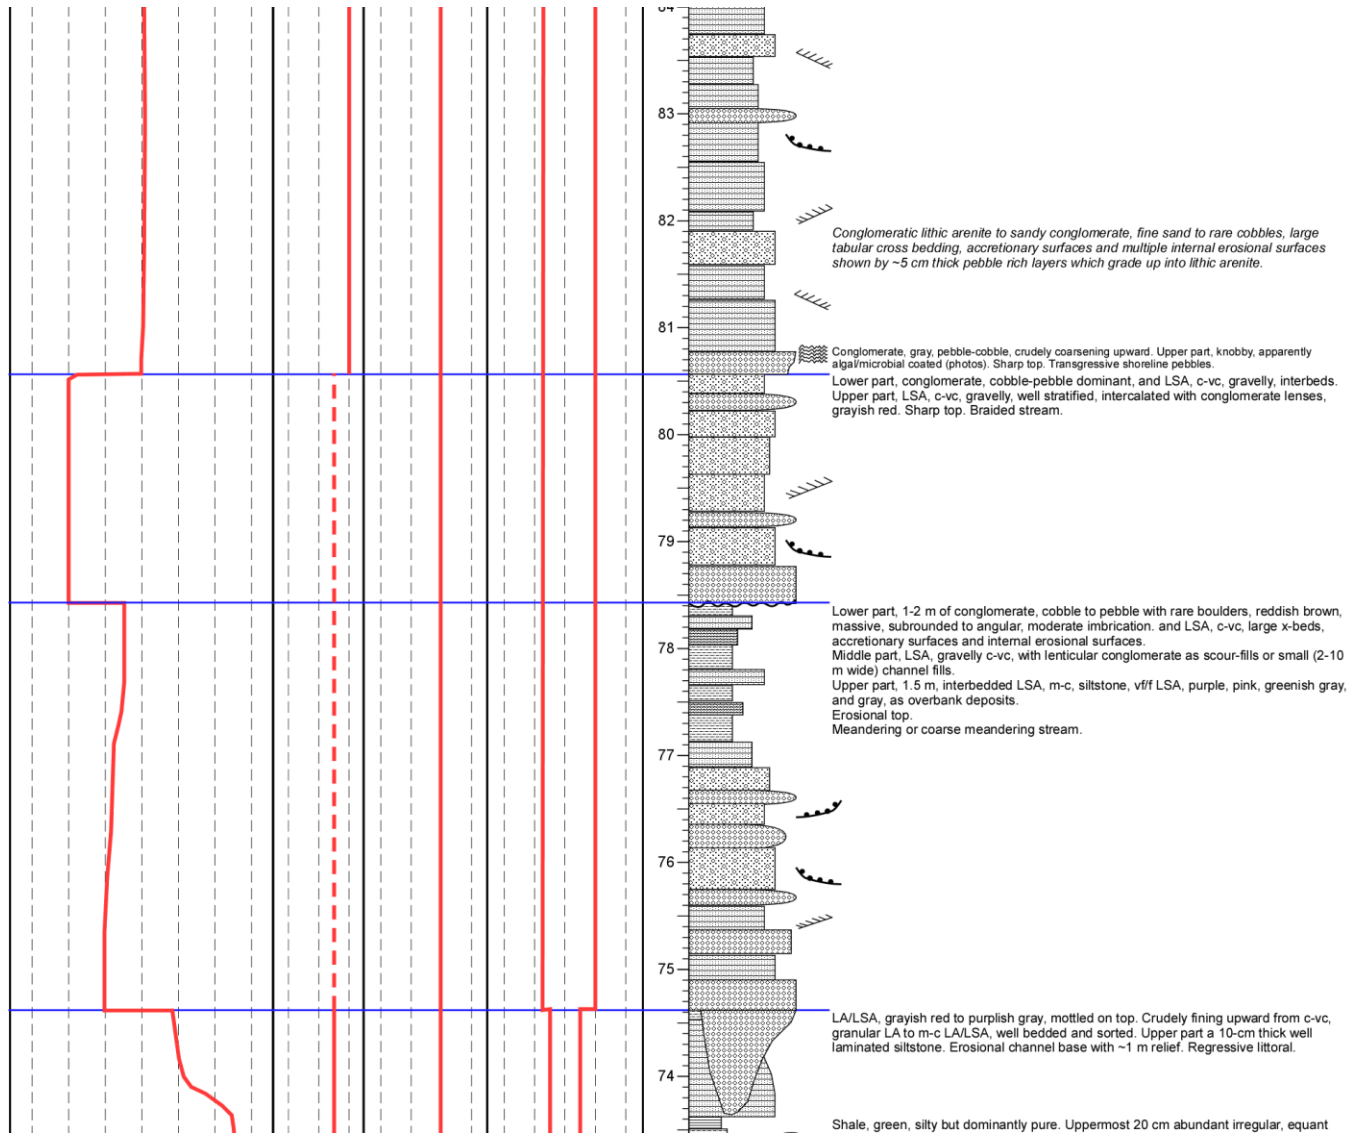 84
83
82
Conglomeratic lithic arenite to sandy conglomerate, fine sand to rare cobbles, large
tabular cross bedding, accretionary surfaces and multiple internal erosional surfaces
shown by ~5 cm thick pebble rich layers which grade up into lithic arenite.
81
Conglomerate, gray, pebble-cobble, crudely coarsening upward. Upper part, knobby, apparently
algal/microbial coated (photos). Sharp top. Transgressive shoreline pebbles.
Lower part, conglomerate, cobble-pebble dominant, and LSA, c-vc, gravelly, interbeds.
Upper part, LSA, c-vc, gravelly, well stratified, intercalated with conglomerate lenses,
grayish red. Sharp top. Braided stream.
80
79
Lower part, 1-2 m of conglomerate, cobble to pebble with rare boulders, reddish brown,
massive, subrounded to angular, moderate imbrication. and LSA, c-vc, large x-beds,
accretionary surfaces and internal erosional surfaces.
Middle part, LSA, gravelly c-vc, with lenticular conglomerate as scour-fills or small (2-10
m wide) channel fills.
Upper part, 1.5 m, interbedded LSA, m-c, siltstone, vf/f LSA, purple, pink, greenish gray,
and gray, as overbank deposits.
Erosional top.
Meandering or coarse meandering stream.
78
77
76
75
LA/LSA, grayish red to purplish gray, mottled on top. Crudely fining upward from c-vc,
granular LA to m-c LA/LSA, well bedded and sorted. Upper part a 10-cm thick well
laminated siltstone. Erosional channel base with ~1 m relief. Regressive littoral.
74
Shale, green, silty but dominantly pure. Uppermost 20 cm abundant irregular, equant